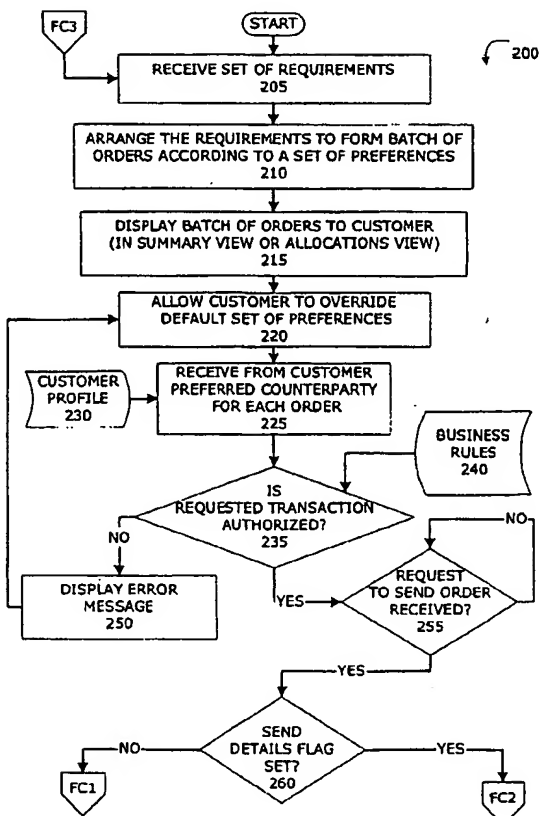 FC3
START
200
RECEIVE SET OF REQUIREMENTS
205
ARRANGE THE REQUIREMENTS TO FORM BATCH OF
ORDERS ACCORDING TO A SET OF PREFERENCES
210
DISPLAY BATCH OF ORDERS TO CUSTOMER
(IN SUMMARY VIEW OR ALLOCATIONS VIEW)
215
ALLOW CUSTOMER TO OVERRIDE
DEFAULT SET OF PREFERENCES
220
CUSTOMER
PROFILE
230
RECEIVE FROM CUSTOMER
PREFERRED COUNTERPARTY
FOR EACH ORDER
225
BUSINESS
RULES
240
IS
REQUESTED TRANSACTION
AUTHORIZED?
235
NO
DISPLAY ERROR
MESSAGE
250
YES
NO
REQUEST
TO SEND ORDER
RECEIVED?
255
YES
SEND
DETAILS FLAG
SET?
260
NO
YES
FC1
FC2